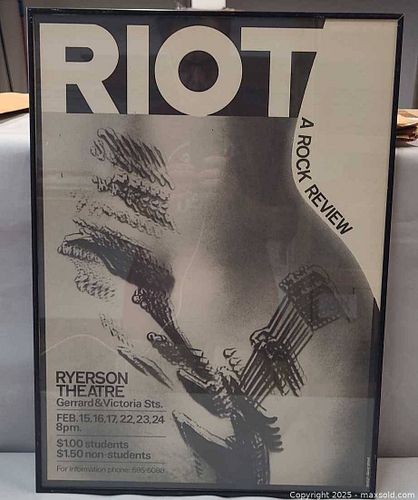 RIOT
A ROCK REVIEW
RYERSON
THEATRE
Gerrard & Victoria Sts.
FEB. 15, 16, 17, 22, 23, 24
8pm.
$1.00 students
$1.50 non-students
For information phone: 595-5088
Copyright 2025 - maxsold.com